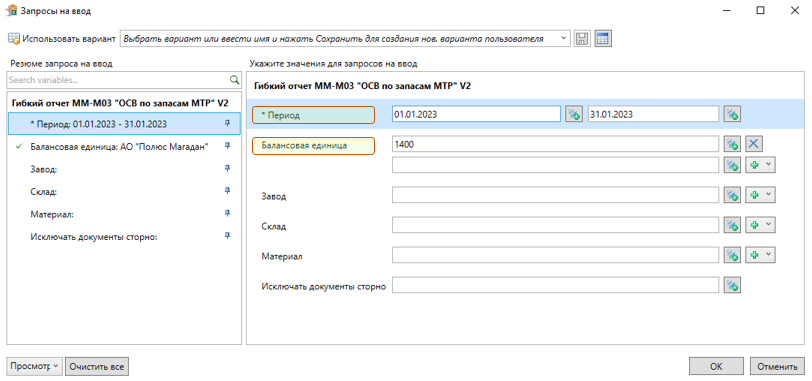 Запросы на ввод
Использовать вариант
Выбрать вариант или ввести имя и нажать Сохранить для создания нов. варианта пользователя
Резюме запроса на ввод
Search variables...
Гибкий отчет ММ-М03 "ОСВ по запасам МТР" V2
* Период: 01.01.2023 - 31.01.2023
Балансовая единица: АО "Полюс Магадан"
Завод:
Склад:
Материал:
Исключать документы сторно:
Укажите значения для запросов на ввод
Гибкий отчет ММ-М03 "ОСВ по запасам МТР" V2
* Период 01.01.2023 31.01.2023
Балансовая единица 1400
Завод
Склад
Материал
Исключать документы сторно
Просмотр Очистить все OK Отменить